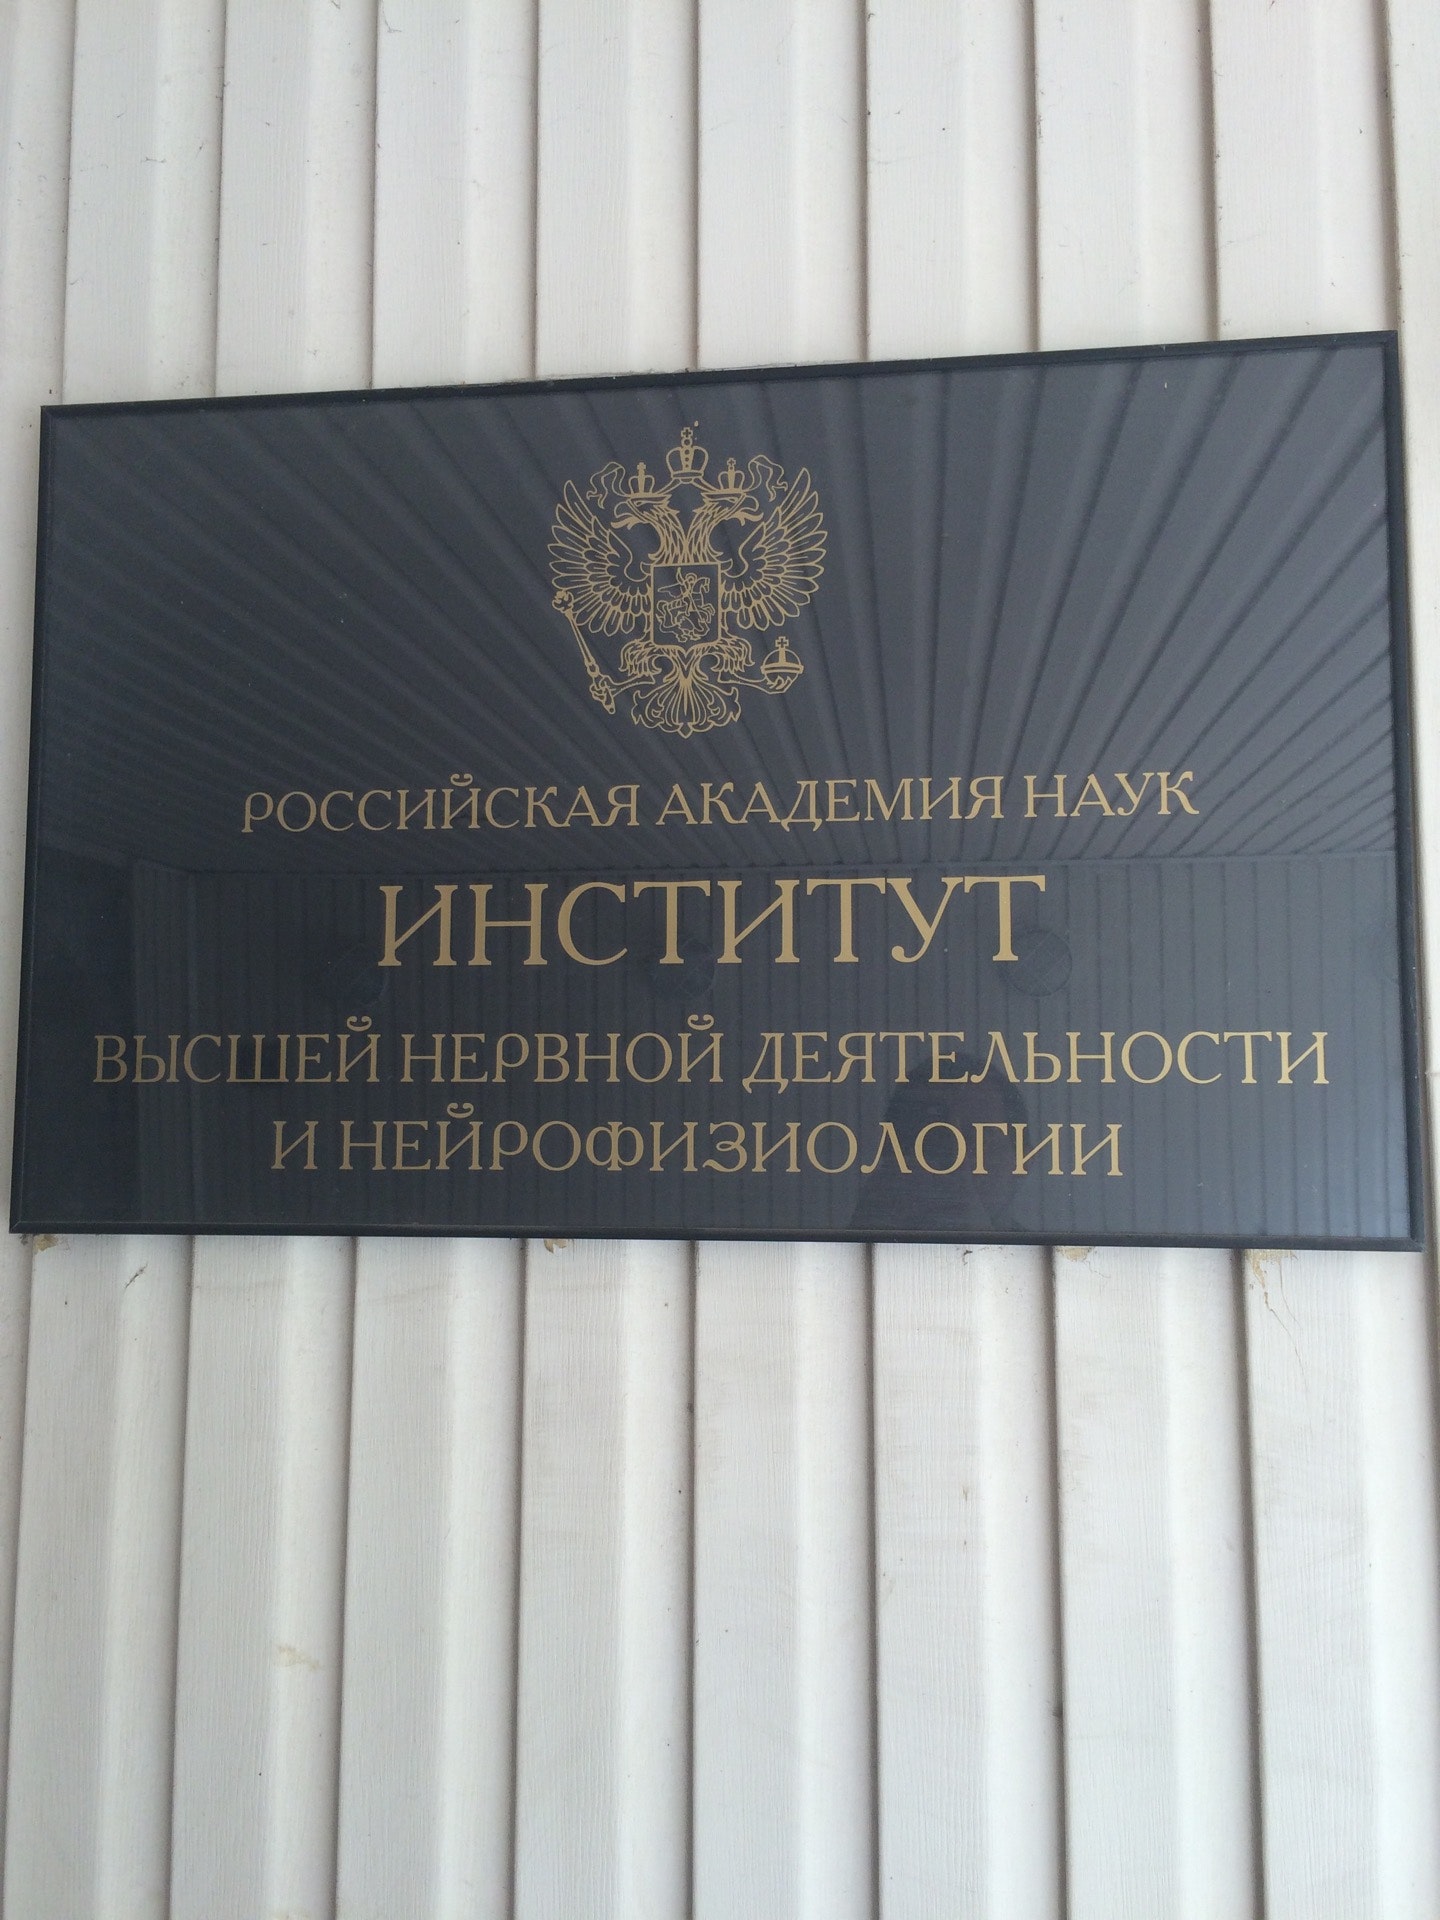 РОССИЙСКАЯ АКАДЕМИЯ НАУК
ИНСТИТУТ
ВЫСШЕЙ НЕРВНОЙ ДЕЯТЕЛЬНОСТИ
И НЕЙРОФИЗИОЛОГИИ